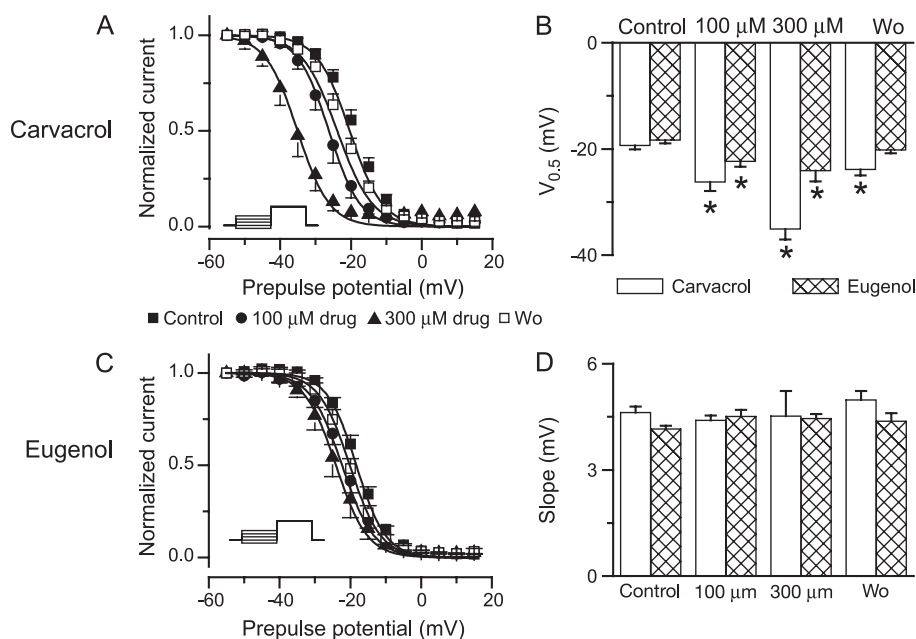 A
Carvacrol
Normalized current
1.0
0.5
0.0
-60 -40 -20 0 20
Prepulse potential (mV)
B
Control 100 µM 300 µM Wo
V0.5 (mV)
0
-20
-40
* * * * *
Carvacrol Eugenol
Control 100 µM drug 300 µM drug Wo
C
Eugenol
Normalized current
1.0
0.5
0.0
-60 -40 -20 0 20
Prepulse potential (mV)
D
Slope (mV)
6
3
0
Control 100 µm 300 µm Wo